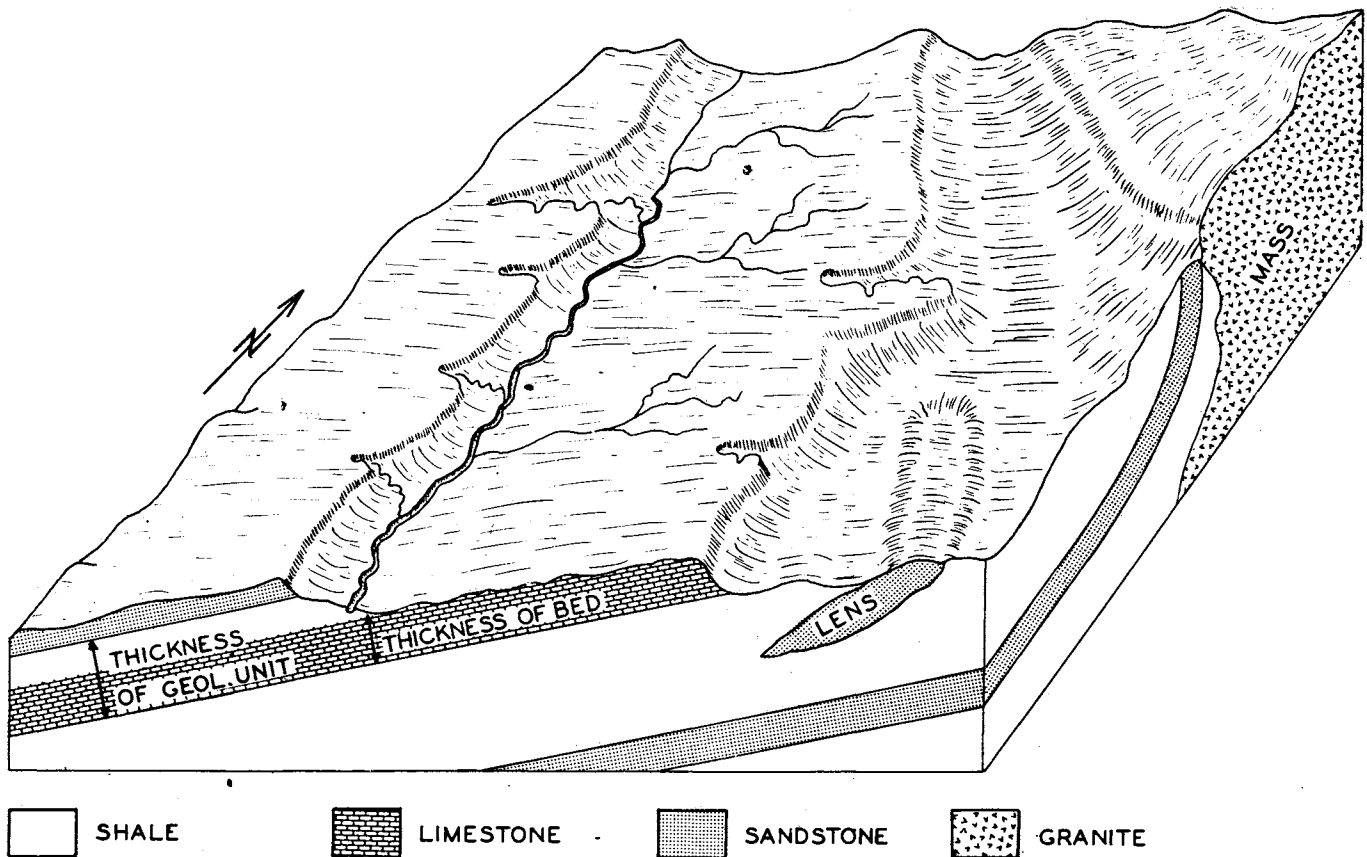 N
MASS
LENS
THICKNESS
OF GEOL. UNIT
THICKNESS OF BED
SHALE
LIMESTONE
SANDSTONE
GRANITE